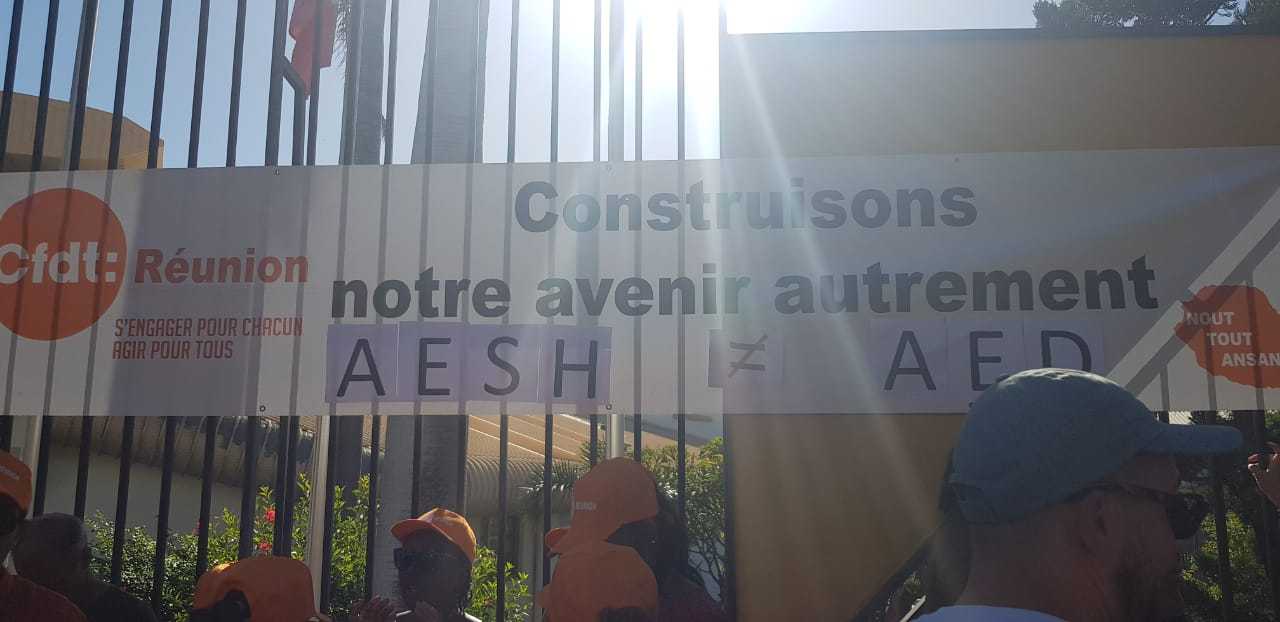 Cfdt: Réunion
S'ENGAGER POUR CHACUN
AGIR POUR TOUS
Construisons
notre avenir autrement
AESH ≠ AED
NOUT
TOUT
ANSAN